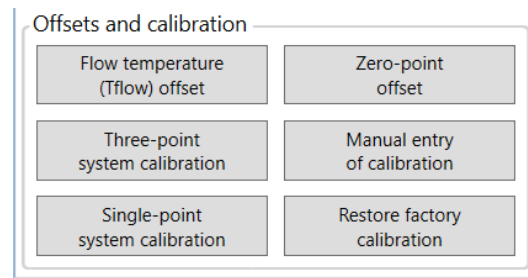 Offsets and calibration
Flow temperature
(Tflow) offset
Zero-point
offset
Three-point
system calibration
Manual entry
of calibration
Single-point
system calibration
Restore factory
calibration